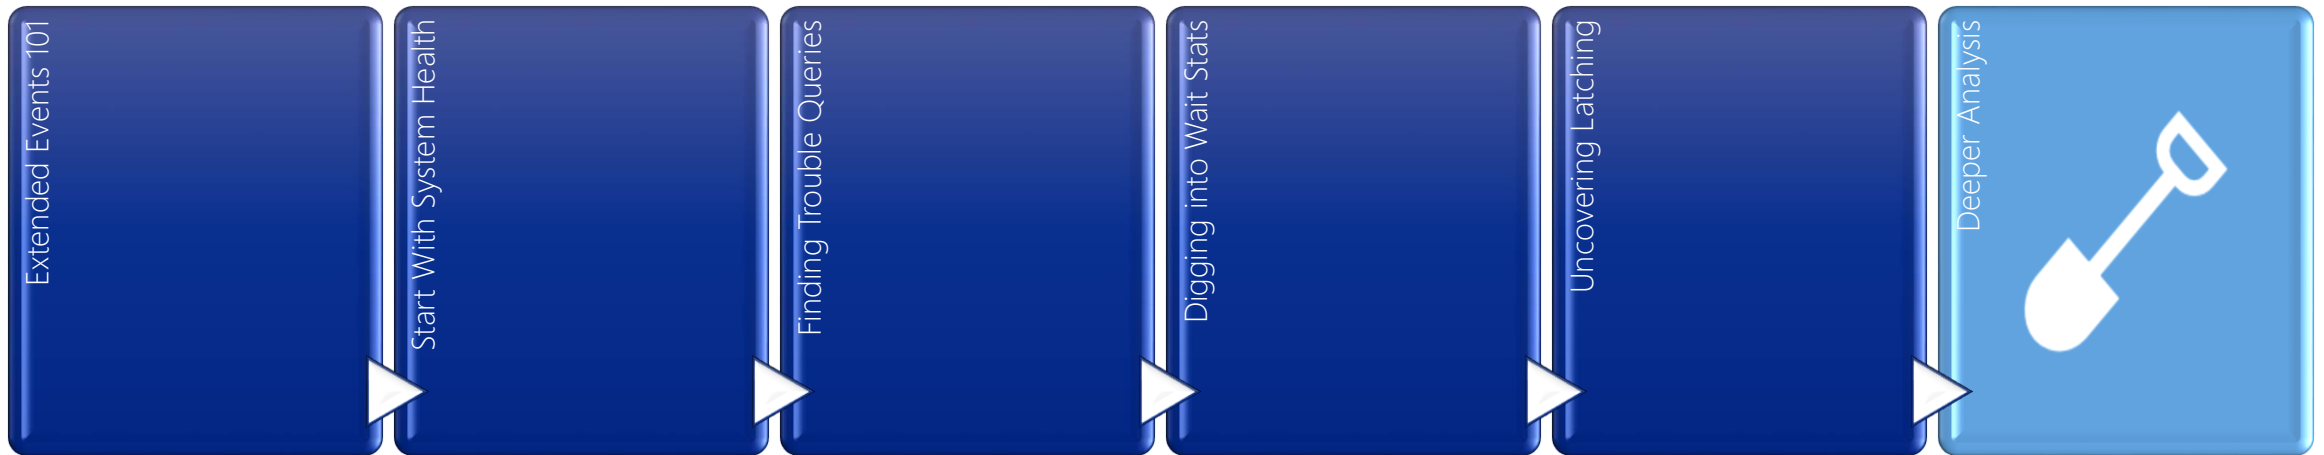 Extended Events 101
Start With System Health
Finding Trouble Queries
Digging into Wait Stats
Uncovering Latching
Deeper Analysis